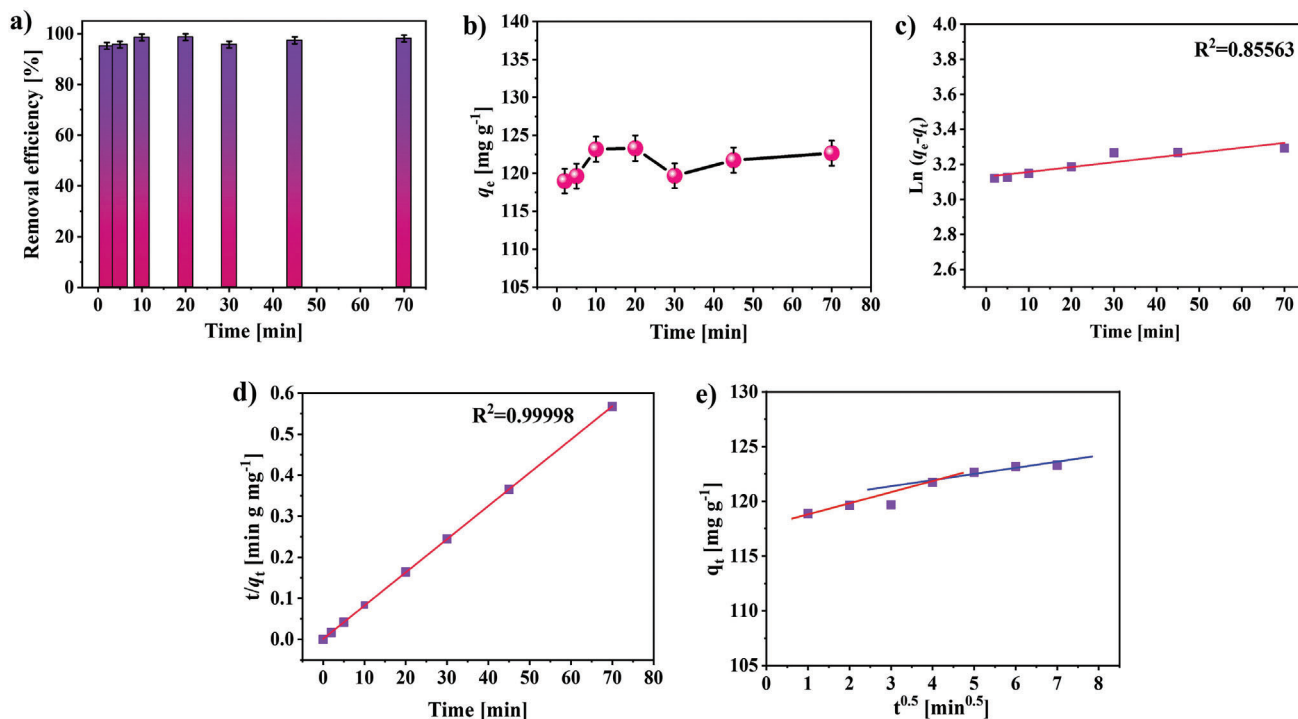 a)
100
80
60
40
20
0
Removal efficiency [%]
0 10 20 30 40 50 60 70
Time [min]
b)
140
135
130
125
120
115
110
105
qe [mg g-1]
0 10 20 30 40 50 60 70 80
Time [min]
c)
R2=0.85563
4.0
3.8
3.6
3.4
3.2
3.0
2.8
2.6
Ln (qe-qt)
0 10 20 30 40 50 60 70
Time [min]
d)
R2=0.99998
0.6
0.5
0.4
0.3
0.2
0.1
0.0
t/qt [min g mg-1]
0 10 20 30 40 50 60 70 80
Time [min]
e)
130
125
120
115
110
105
qt [mg g-1]
0 1 2 3 4 5 6 7 8
t0.5 [min0.5]